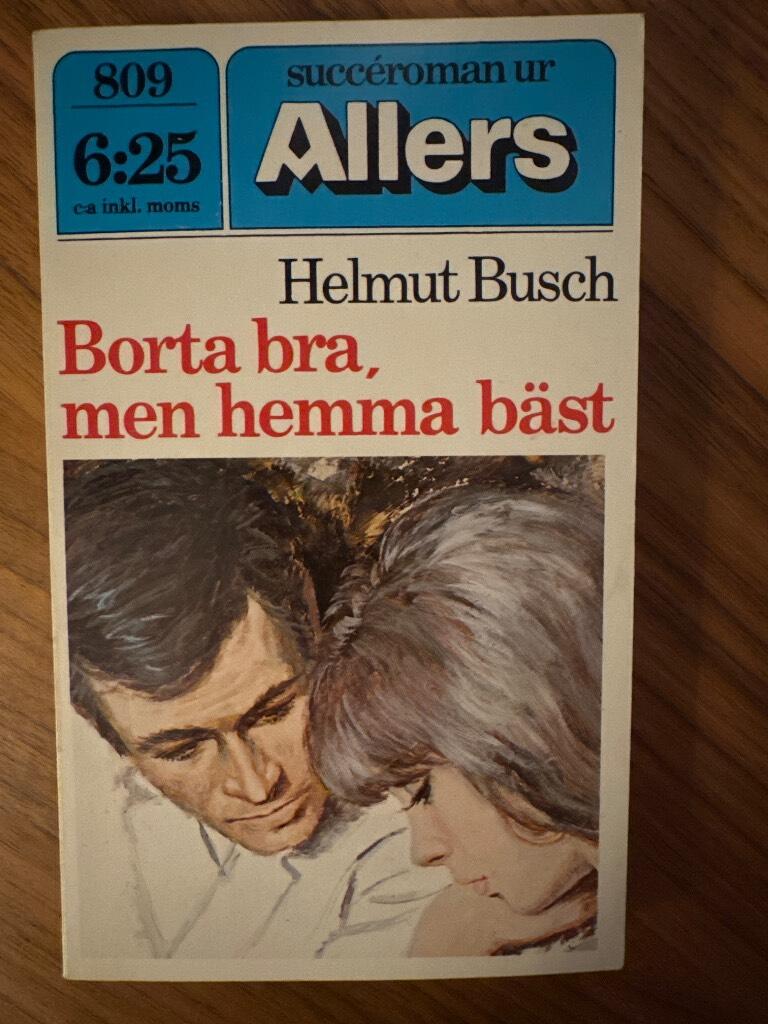 809
6:25
c:a inkl. moms
succéroman ur
Allers
Helmut Busch
Borta bra,
men hemma bäst